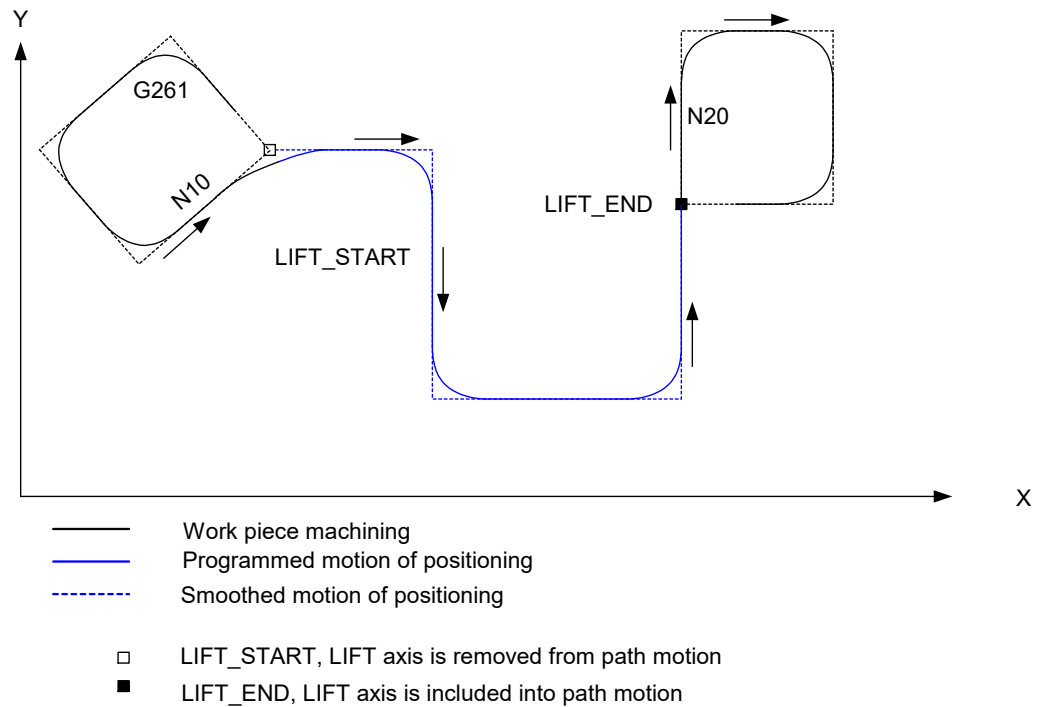 Y
G261
N10
LIFT_START
LIFT_END
N20
X
Work piece machining
Programmed motion of positioning
Smoothed motion of positioning
LIFT_START, LIFT axis is removed from path motion
LIFT_END, LIFT axis is included into path motion